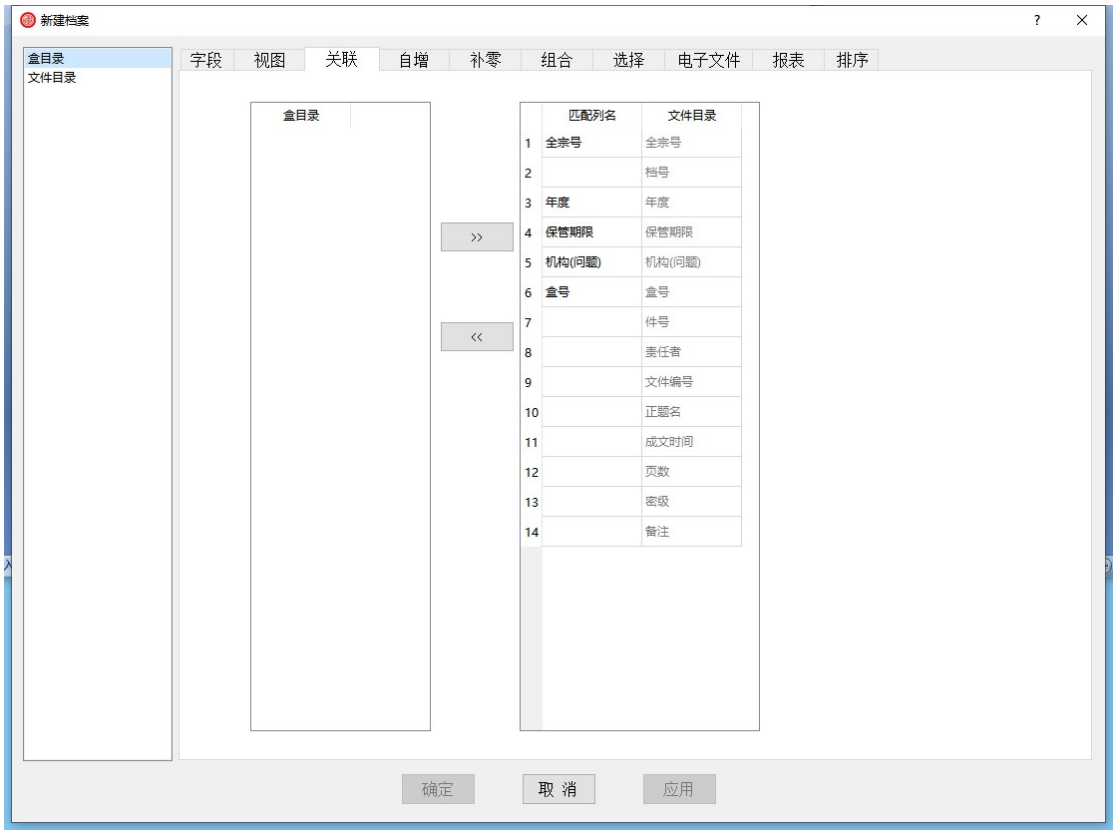 新建档案
?
盒目录
文件目录
字段 视图 关联 自增 补零 组合 选择 电子文件 报表 排序
盒目录
匹配列名 文件目录
1 全宗号 全宗号
2 档号
3 年度 年度
4 保管期限 保管期限
5 机构(问题) 机构(问题)
6 盒号 盒号
7 件号
8 责任者
9 文件编号
10 正题名
11 成文时间
12 页数
13 密级
14 备注
>>
<<
确定 取消 应用